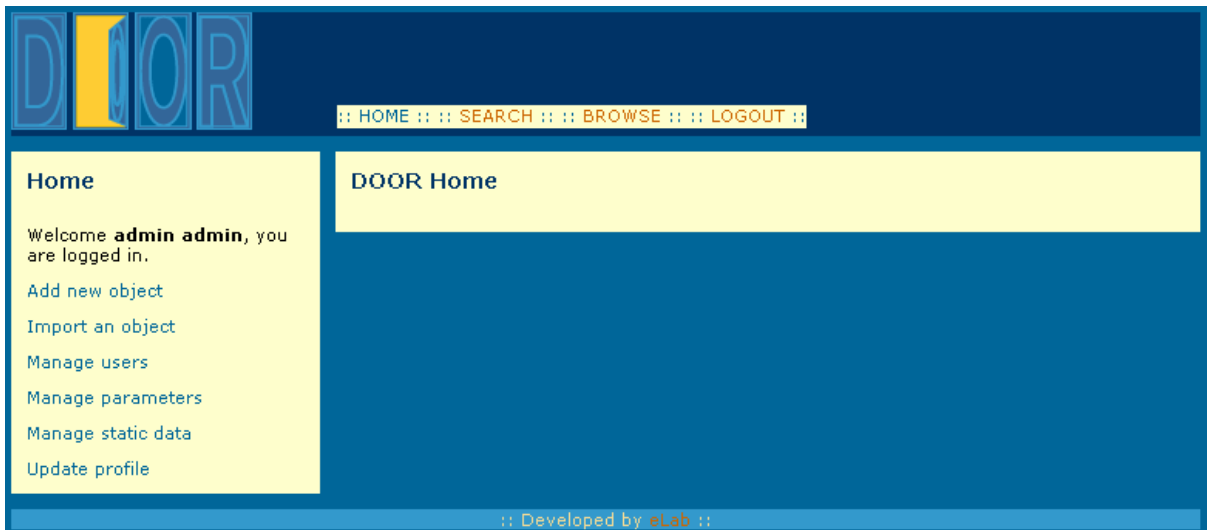 DOOR
:: HOME :: :: SEARCH :: :: BROWSE :: :: LOGOUT ::
Home
Welcome admin admin, you
are logged in.
Add new object
Import an object
Manage users
Manage parameters
Manage static data
Update profile
DOOR Home
:: Developed by eLab ::